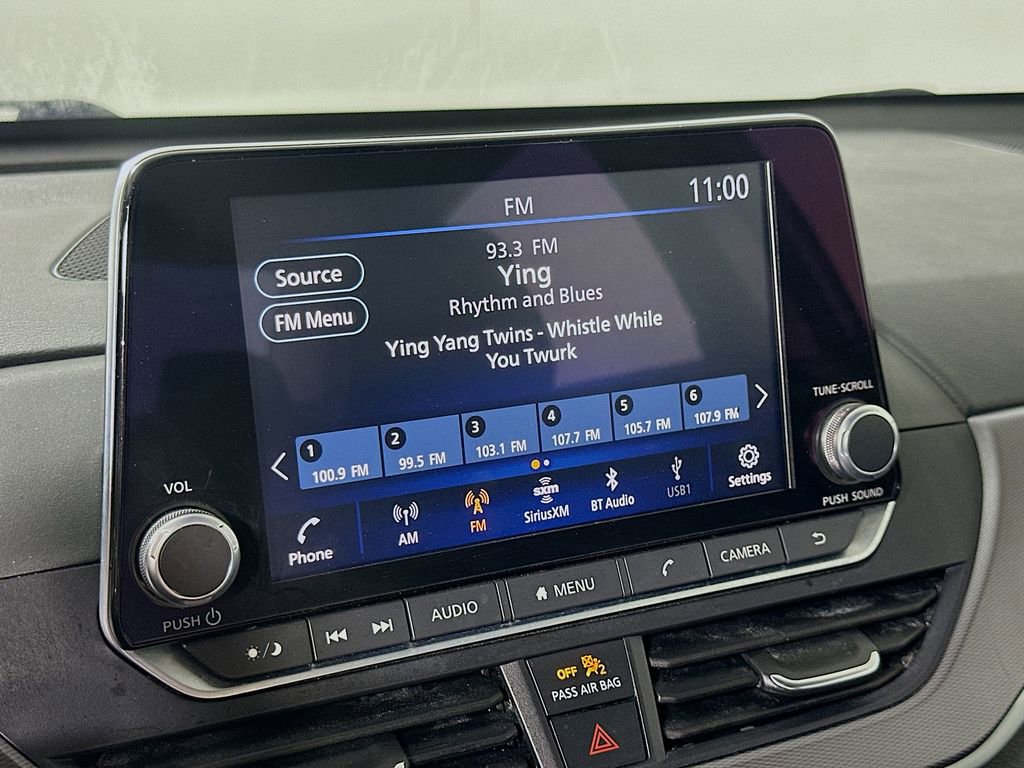 FM
11:00
93.3 FM
Ying
Rhythm and Blues
Ying Yang Twins - Whistle While
You Twurk
Source
FM Menu
1
100.9 FM
2
99.5 FM
3
103.1 FM
4
107.7 FM
5
105.7 FM
6
107.9 FM
Phone
AM
FM
sxm
SiriusXM
BT Audio
USB1
Settings
VOL
PUSH
TUNE-SCROLL
PUSH SOUND
AUDIO
MENU
CAMERA
OFF
2
PASS AIR BAG